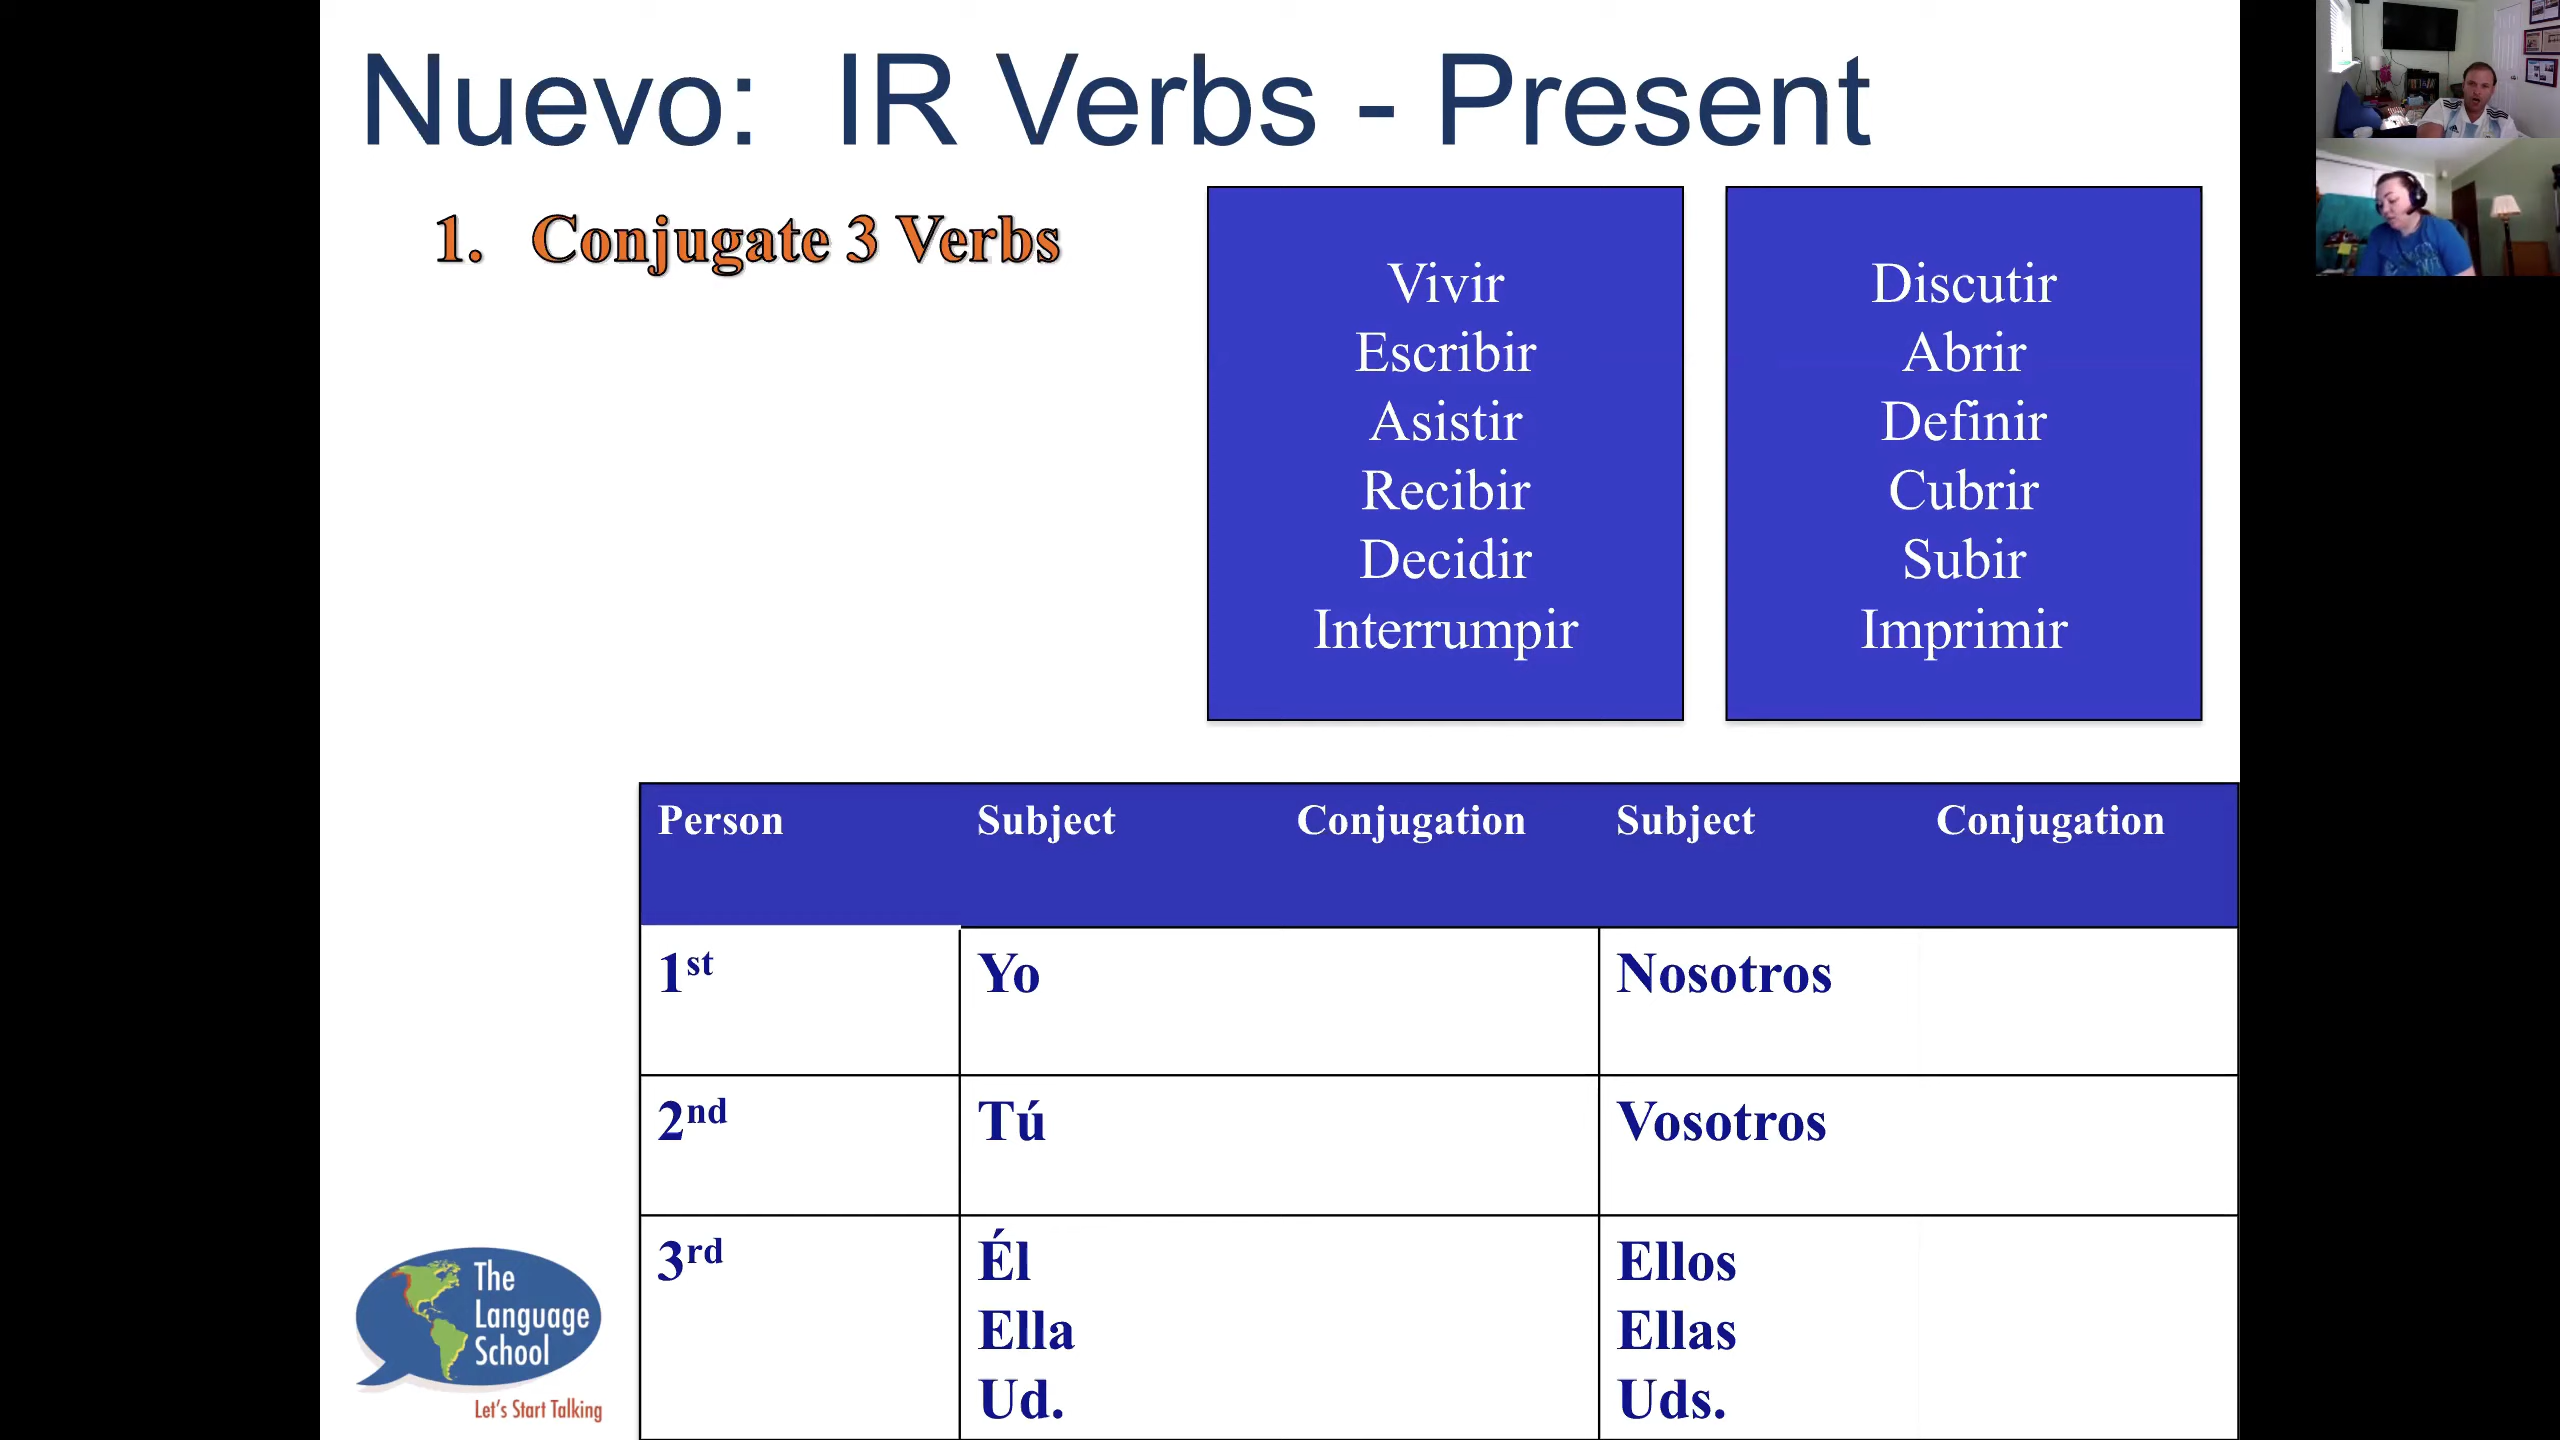 Nuevo: IR Verbs - Present
1. Conjugate 3 Verbs
Vivir
Escribir
Asistir
Recibir
Decidir
Interrumpir
Discutir
Abrir
Definir
Cubrir
Subir
Imprimir
Person Subject Conjugation Subject Conjugation
1st Yo Nosotros
2nd Tú Vosotros
3rd Él Ellos
Ella Ellas
Ud. Uds.
The
Language
School
Let's Start Talking